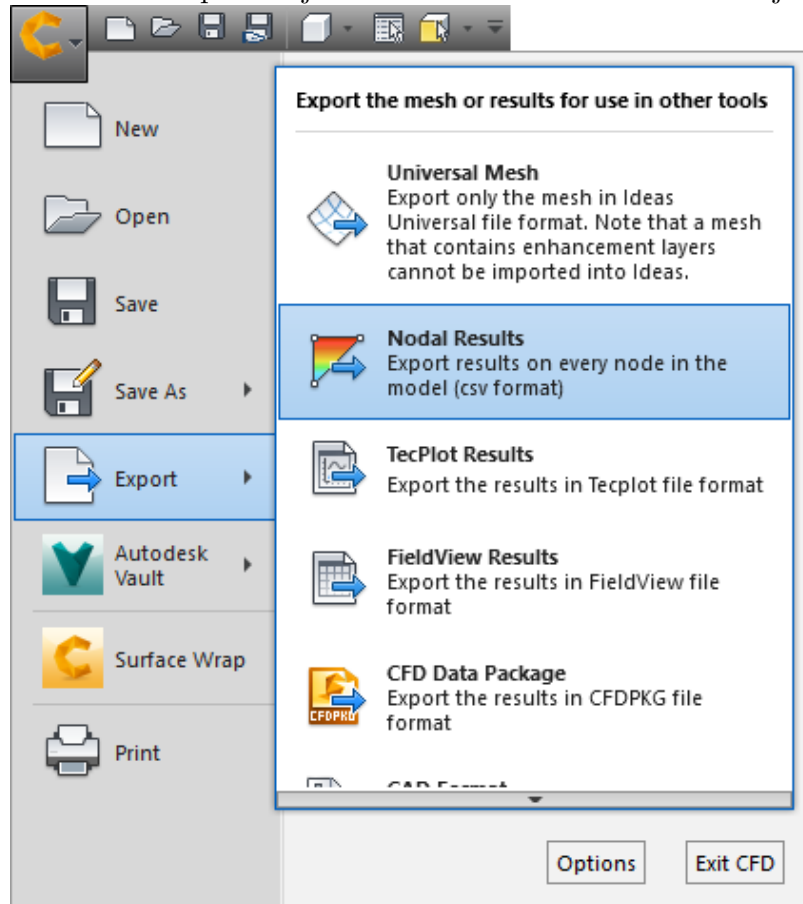 New
Open
Save
Save As
Export
Autodesk
Vault
Surface Wrap
Print
Export the mesh or results for use in other tools
Universal Mesh
Export only the mesh in Ideas
Universal file format. Note that a mesh
that contains enhancement layers
cannot be imported into Ideas.
Nodal Results
Export results on every node in the
model (csv format)
TecPlot Results
Export the results in Tecplot file format
FieldView Results
Export the results in FieldView file
format
CFDPKG
CFD Data Package
Export the results in CFDPKG file
format
CAD Format
Options
Exit CFD